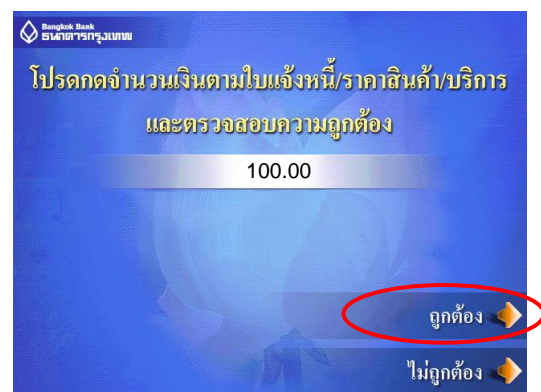 Bangkok Bank
ธนาคารกรุงเทพ
โปรดกดจำนวนเงินตามใบแจ้งหนี้/ราคาสินค้า/บริการ
และตรวจสอบความถูกต้อง
100.00
ถูกต้อง
ไม่ถูกต้อง